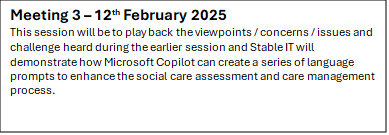 Meeting 3 – 12th February 2025
This session will be to play back the viewpoints / concerns / issues and
challenge heard during the earlier session and Stable IT will
demonstrate how Microsoft Copilot can create a series of language
prompts to enhance the social care assessment and care management
process.